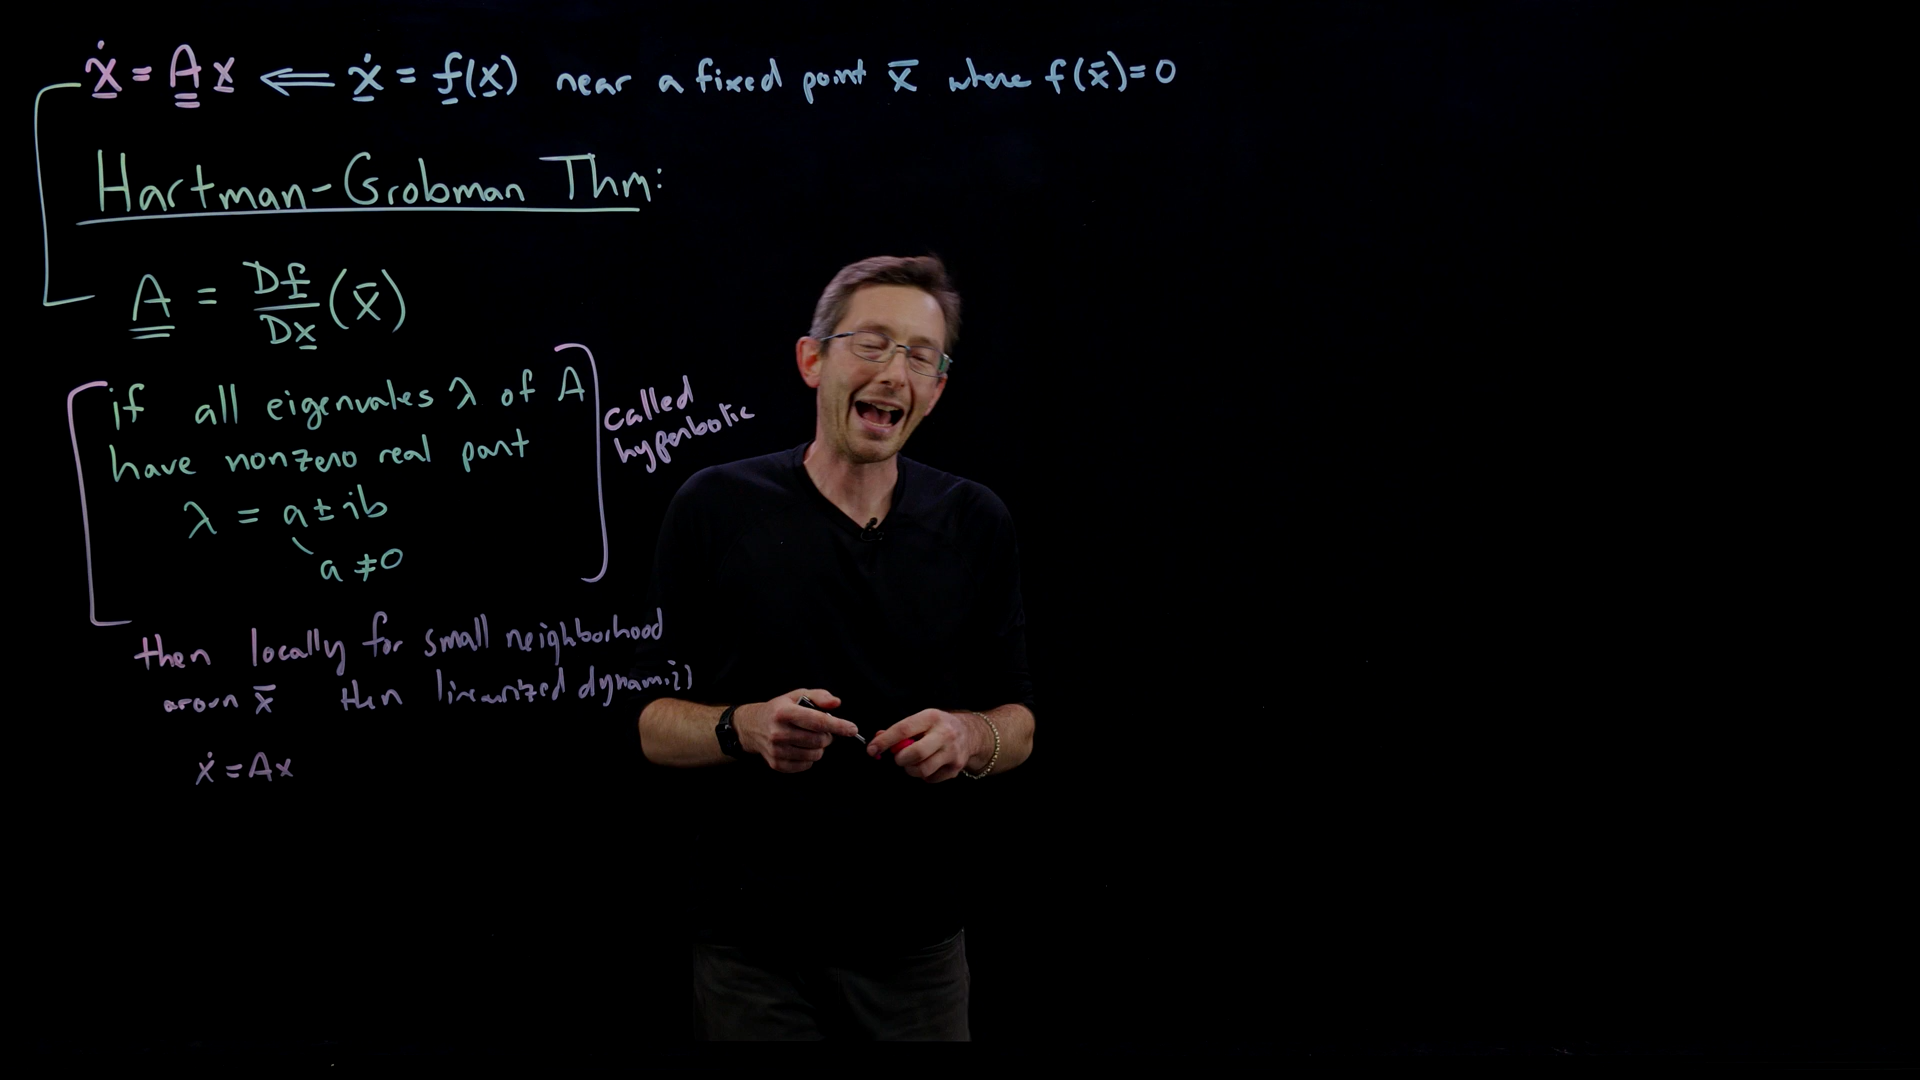 ẋ = A x ⇐ ẋ = f(x) near a fixed point x̄ where f(x̄)=0
Hartman-Grobman Thm:
A = Df/Dx (x̄)
if all eigenvales λ of A
have nonzero real part
λ = a ± ib
a ≠ 0
called
hyperbolic
then locally for small neighborhood
aroun x̄ then linearized dynamics
ẋ = Ax